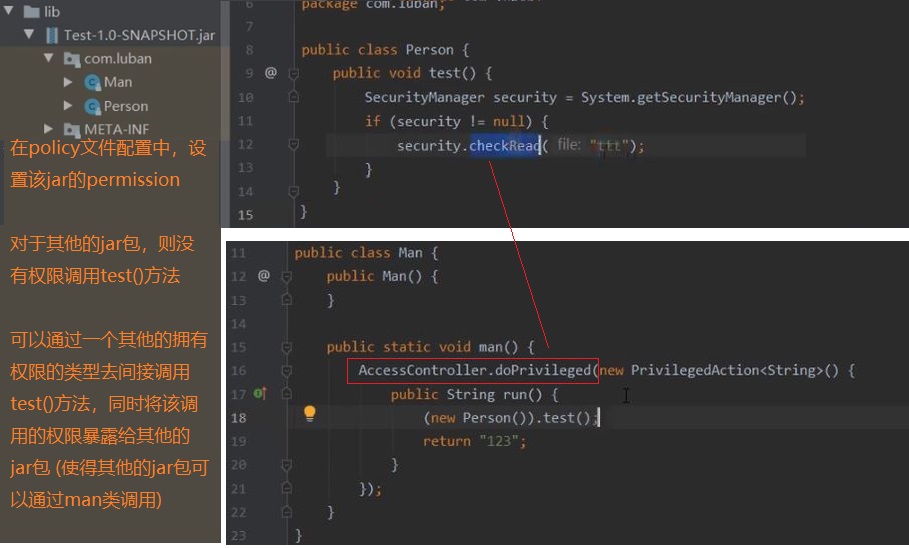 lib
Test-1.0-SNAPSHOT.jar
com.luban
Man
Person
META-INF
在policy文件配置中，设
置该jar的permission
对于其他的jar包，则没
有权限调用test()方法
可以通过一个其他的拥有
权限的类型去间接调用
test()方法，同时将该调
用的权限暴露给其他的
jar包 (使得其他的jar包可
以通过man类调用)
6 package com.luban;
7
8 public class Person {
9 @ public void test() {
10 SecurityManager security = System.getSecurityManager();
11 if (security != null) {
12 security.checkRead( file: "ttt");
13 }
14 }
15 }
11 public class Man {
12 @ public Man() {
13 }
14
15 public static void man() {
16 AccessController.doPrivileged(new PrivilegedAction<String>() {
17 public String run() {
18 (new Person()).test();
19 return "123";
20 }
21 });
22 }
23 }